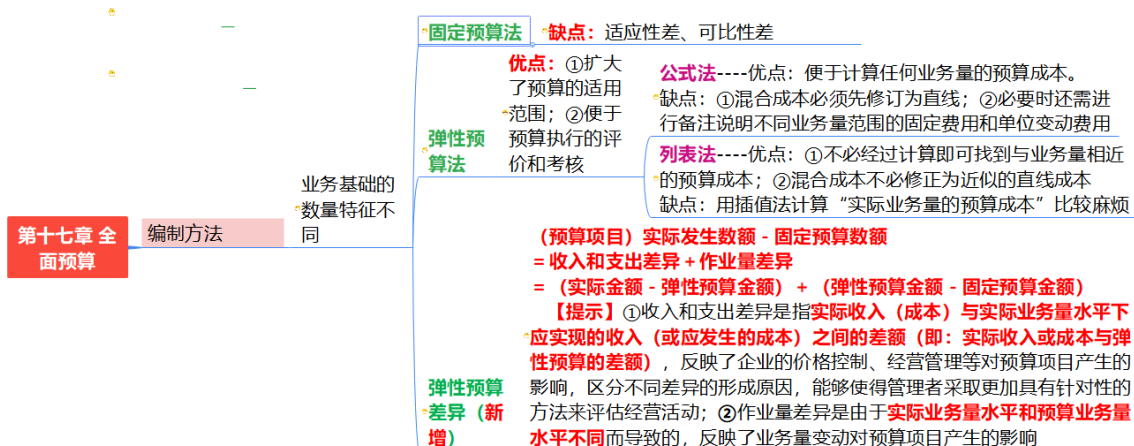 固定预算法
缺点：适应性差、可比性差
优点：①扩大
了预算的适用
范围；②便于
预算执行的评
价和考核
弹性预
算法
公式法----优点：便于计算任何业务量的预算成本。
缺点：①混合成本必须先修订为直线；②必要时还需进
行备注说明不同业务量范围的固定费用和单位变动费用
列表法----优点：①不必经过计算即可找到与业务量相近
的预算成本；②混合成本不必修正为近似的直线成本
缺点：用插值法计算“实际业务量的预算成本”比较麻烦
业务基础的
数量特征不
同
编制方法
第十七章 全
面预算
（预算项目）实际发生数额－固定预算数额
＝收入和支出差异＋作业量差异
＝（实际金额－弹性预算金额）＋（弹性预算金额－固定预算金额）
【提示】①收入和支出差异是指实际收入（成本）与实际业务量水平下
应实现的收入（或应发生的成本）之间的差额（即：实际收入或成本与弹
性预算的差额），反映了企业的价格控制、经营管理等对预算项目产生的
影响，区分不同差异的形成原因，能够使得管理者采取更加具有针对性的
方法来评估经营活动；②作业量差异是由于实际业务量水平和预算业务量
水平不同而导致的，反映了业务量变动对预算项目产生的影响
弹性预算
差异（新
增）